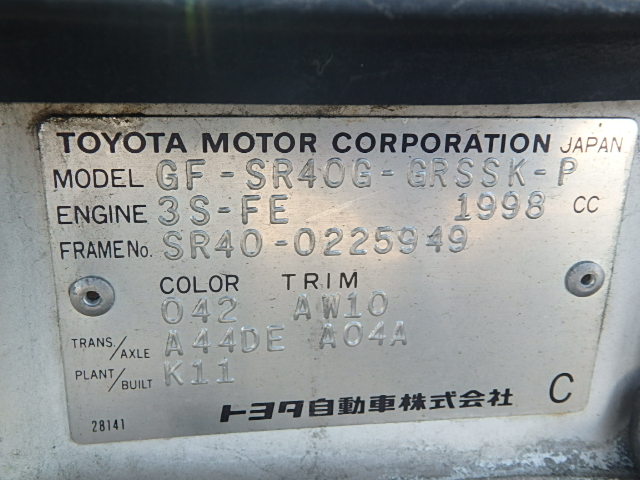 TOYOTA MOTOR CORPORATION JAPAN
MODEL GF-SR40G-GRSSK-P
ENGINE 3S-FE 1998 CC
FRAME No. SR40-0225949
COLOR TRIM
042 AW10
TRANS./AXLE A44DE A04A
PLANT/BUILT K11
トヨタ自動車株式会社 C
28141